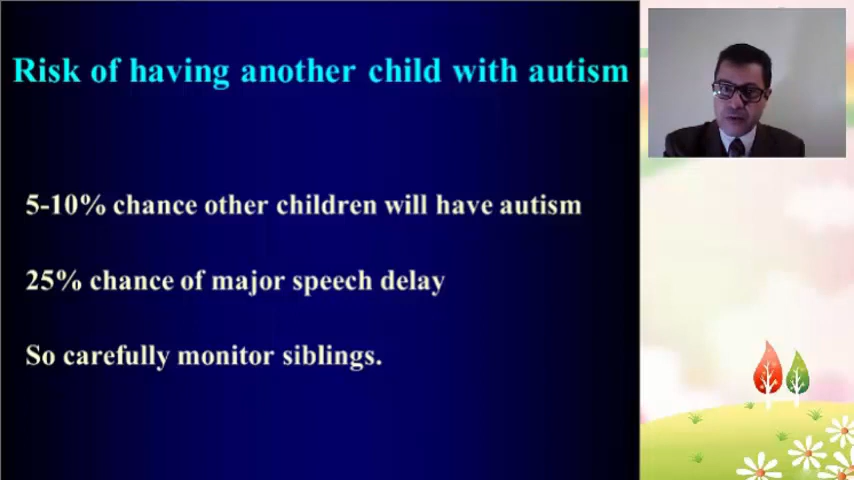 Risk of having another child with autism
5-10% chance other children will have autism
25% chance of major speech delay
So carefully monitor siblings.